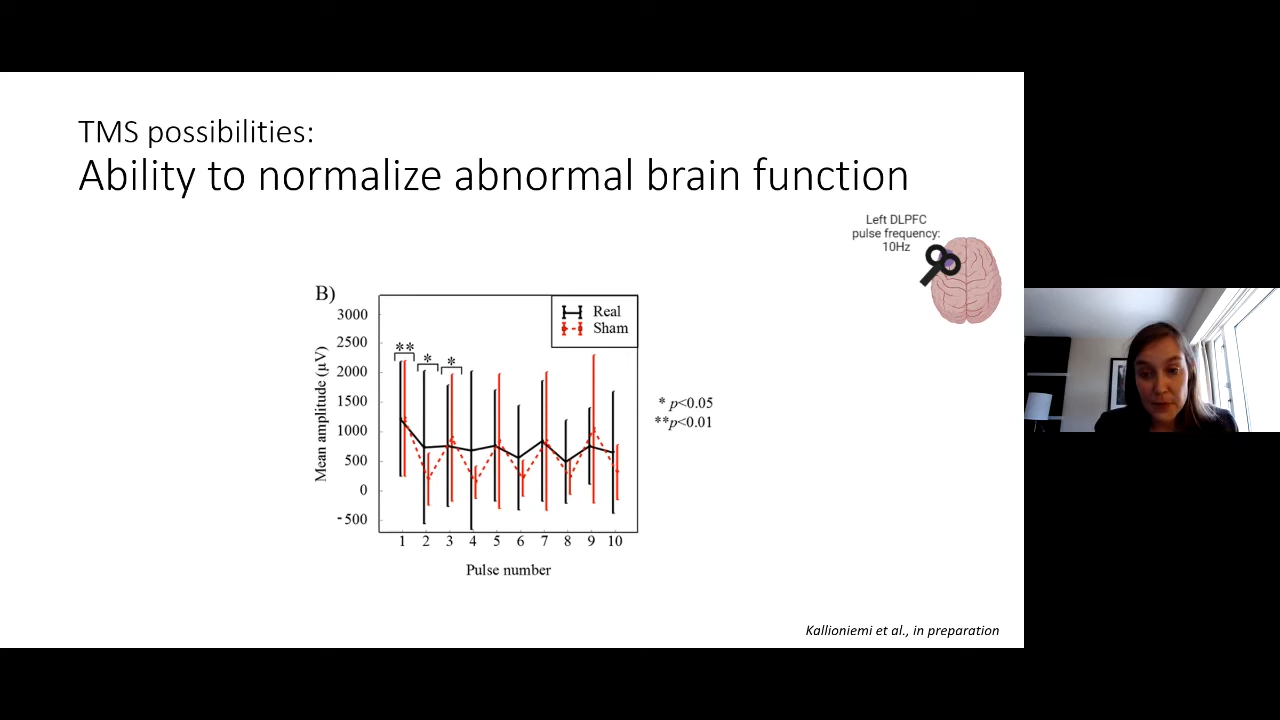 TMS possibilities:
Ability to normalize abnormal brain function
Left DLPFC
pulse frequency:
10Hz
B)
Real
Sham
3000
2500
2000
1500
1000
500
0
-500
Mean amplitude (µV)
**
*
*
1 2 3 4 5 6 7 8 9 10
Pulse number
* p<0.05
**p<0.01
Kallioniemi et al., in preparation